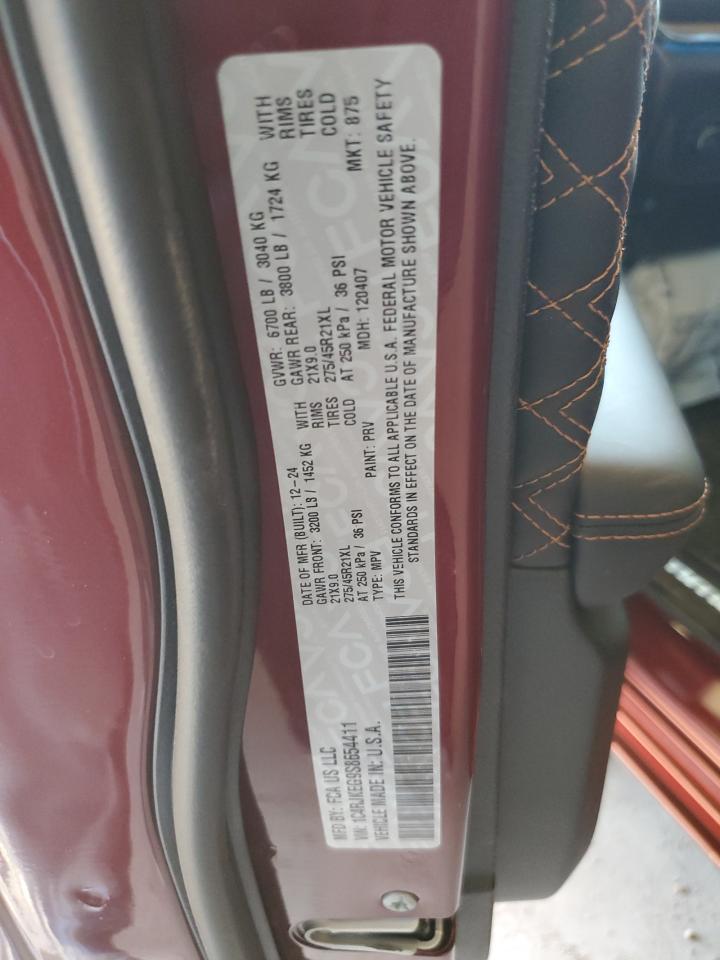 MFD BY: FCA US LLC
DATE OF MFR (BUILT): 12-24
GVWR: 6700 LB / 3040 KG
VIN: 1C4RJKEG9S8654411
GAWR FRONT: 3200 LB / 1452 KG WITH
GAWR REAR: 3800 LB / 1724 KG WITH
21X9.0 RIMS
21X9.0 RIMS
275/45R21XL TIRES
275/45R21XL TIRES
AT 250 kPa / 36 PSI COLD
AT 250 kPa / 36 PSI COLD
VEHICLE MADE IN: U.S.A.
TYPE: MPV
PAINT: PRV
MDH: 120407
MKT: 875
THIS VEHICLE CONFORMS TO ALL APPLICABLE U.S.A. FEDERAL MOTOR VEHICLE SAFETY
STANDARDS IN EFFECT ON THE DATE OF MANUFACTURE SHOWN ABOVE.